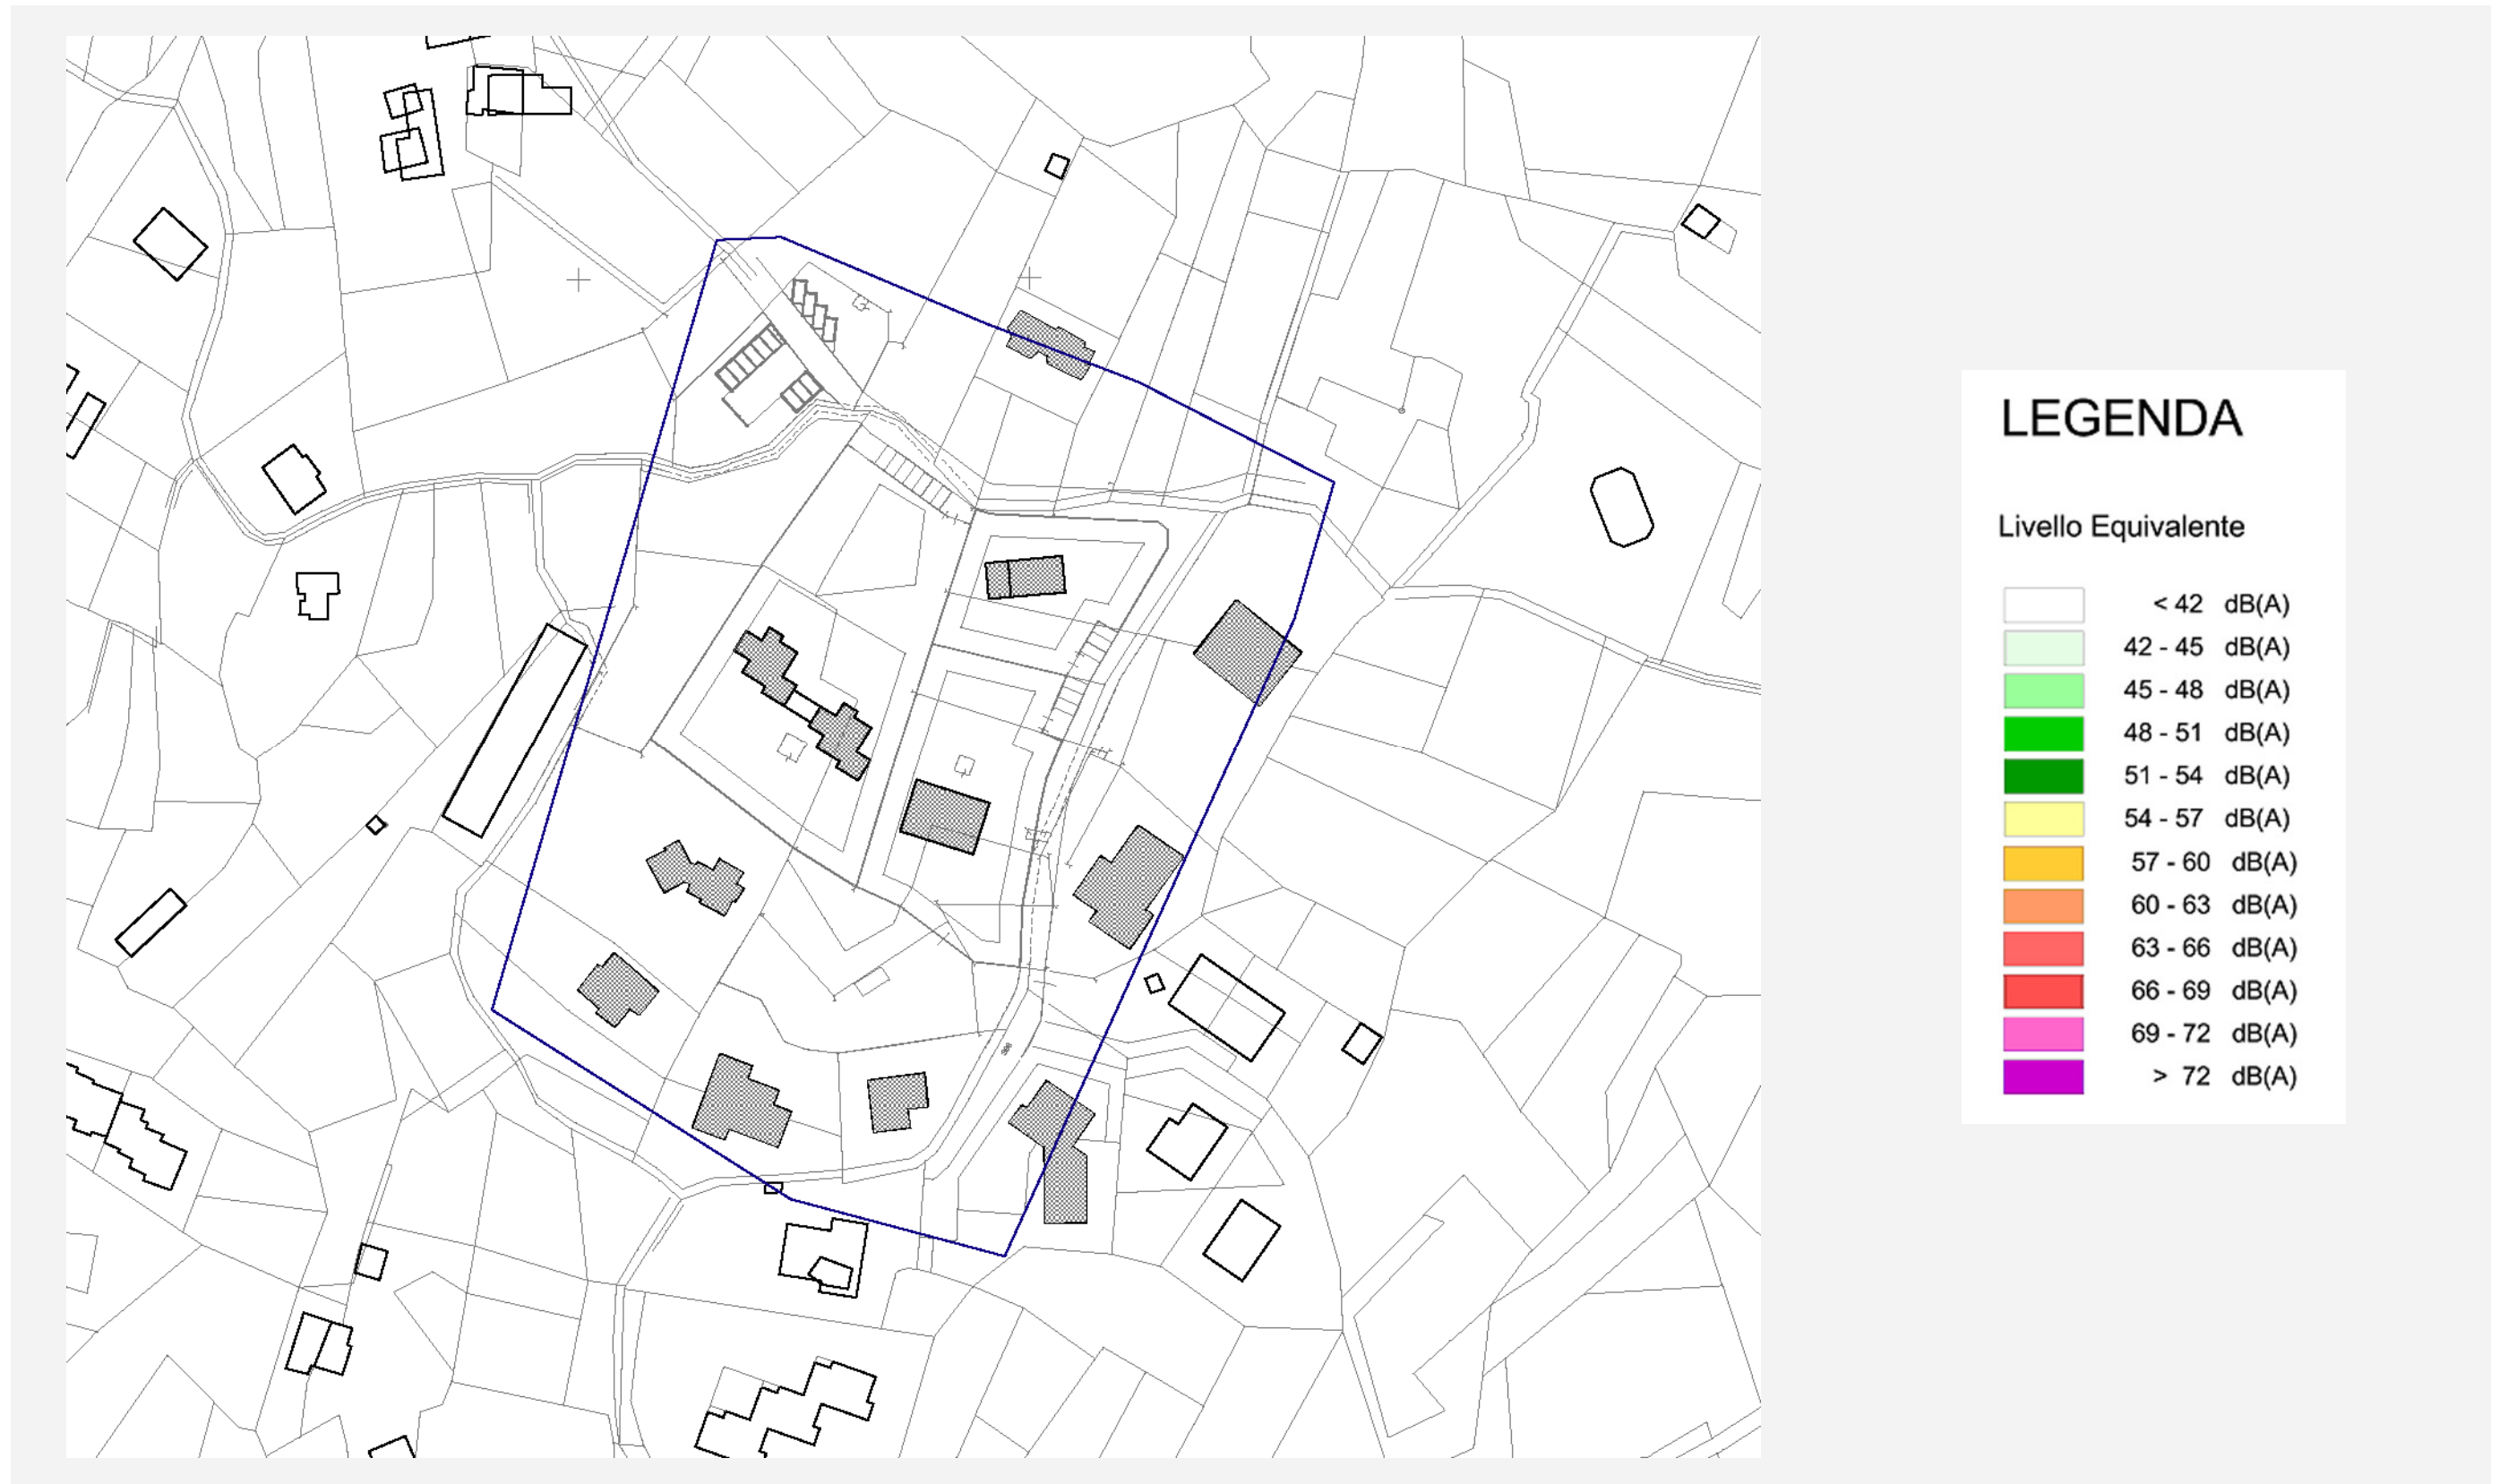 LEGENDA
Livello Equivalente
< 42 dB(A)
42 - 45 dB(A)
45 - 48 dB(A)
48 - 51 dB(A)
51 - 54 dB(A)
54 - 57 dB(A)
57 - 60 dB(A)
60 - 63 dB(A)
63 - 66 dB(A)
66 - 69 dB(A)
69 - 72 dB(A)
> 72 dB(A)